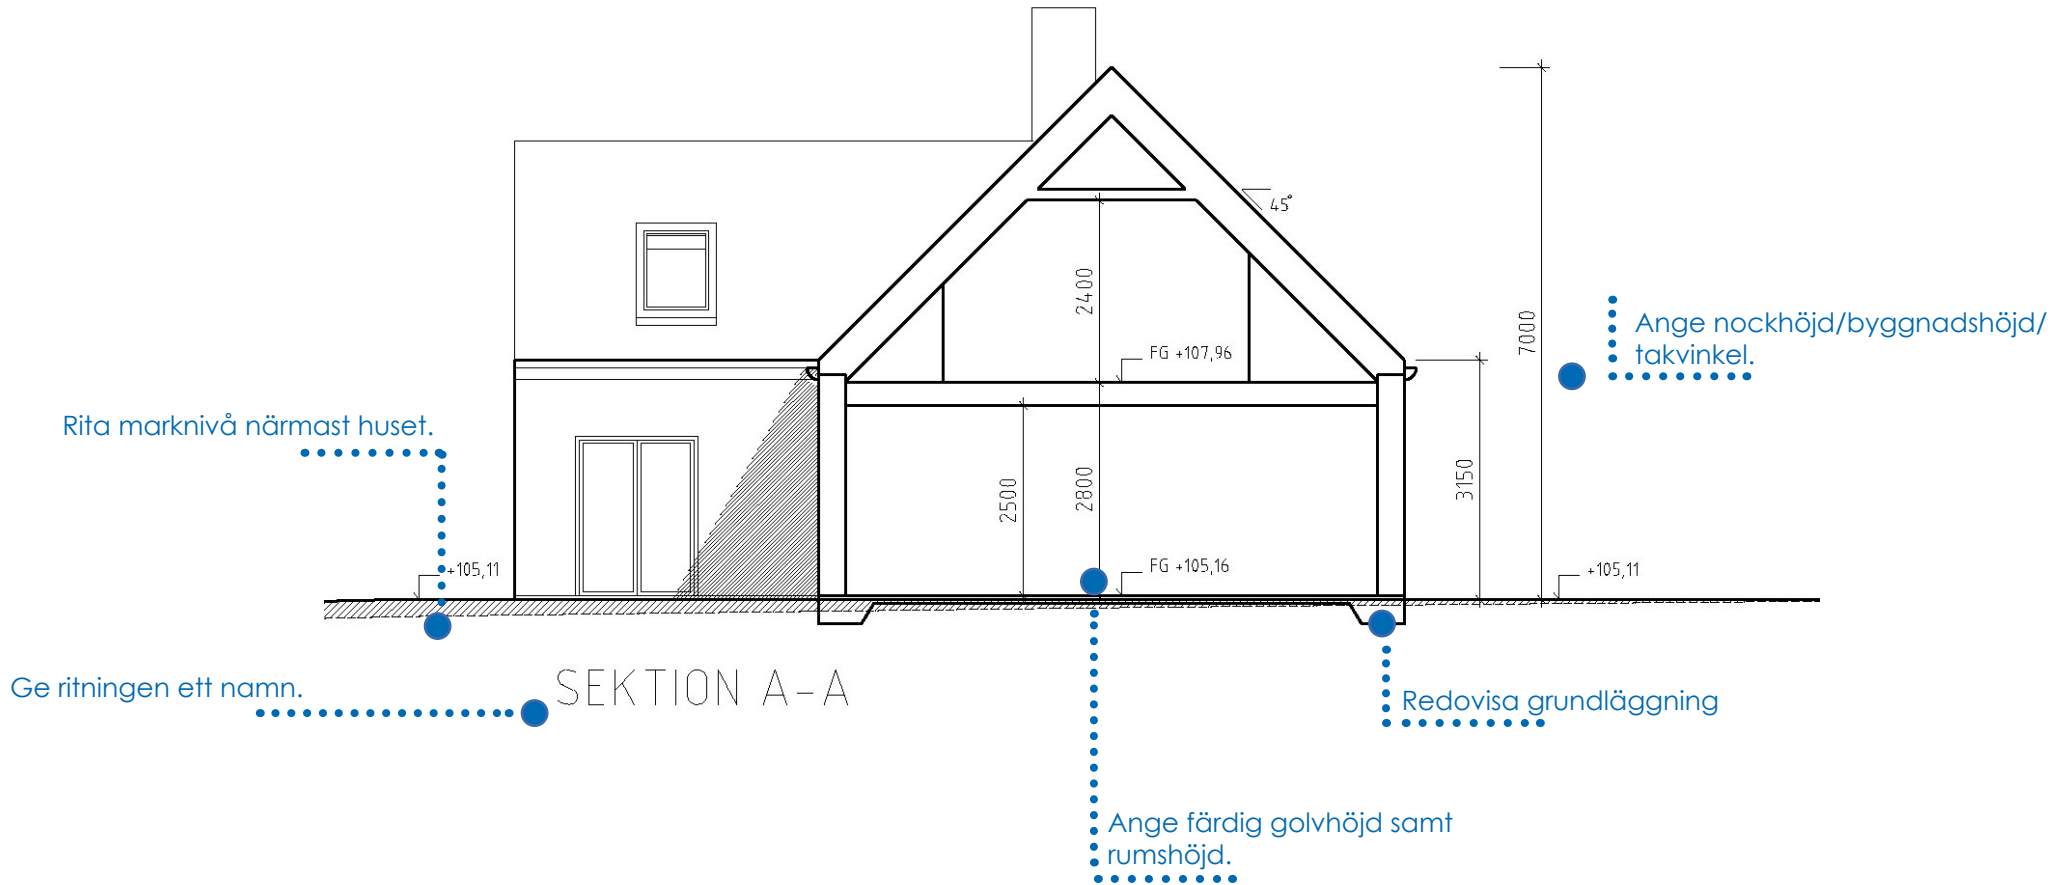 45°
2400
FG +107,96
7000
Ange nockhöjd/byggnadshöjd/
takvinkel.
Rita marknivå närmast huset.
2500
2800
3150
+105,11
FG +105,16
+105,11
SEKTION A-A
Ge ritningen ett namn.
Redovisa grundläggning
Ange färdig golvhöjd samt
rumshöjd.